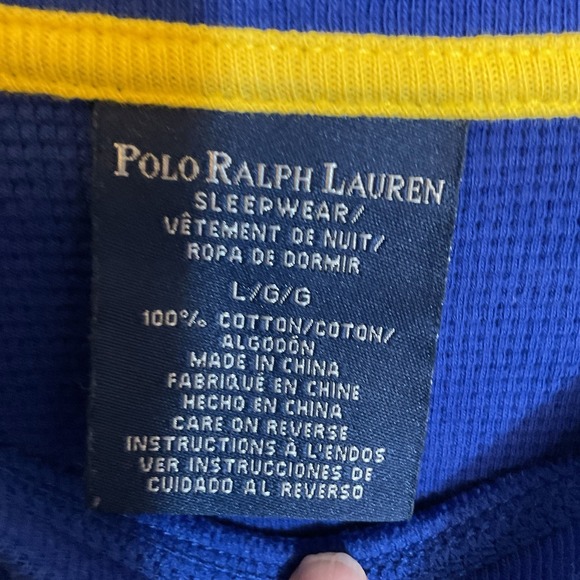 POLO RALPH LAUREN
SLEEPWEAR/
VÊTEMENT DE NUIT/
ROPA DE DORMIR
L/G/G
100% COTTON/COTON/
ALGODÓN
MADE IN CHINA
FABRIQUÉ EN CHINE
HECHO EN CHINA
CARE ON REVERSE
INSTRUCTIONS À L'ENDOS
VER INSTRUCCIONES DE
CUIDADO AL REVERSO